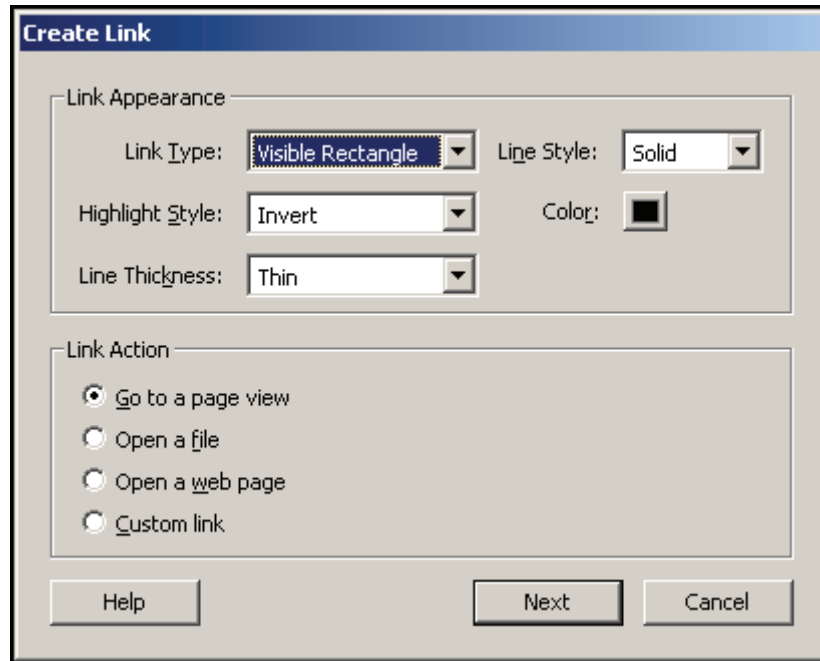 Create Link
Link Appearance
Link Type: Visible Rectangle Line Style: Solid
Highlight Style: Invert Color:
Line Thickness: Thin
Link Action
Go to a page view
Open a file
Open a web page
Custom link
Help Next Cancel